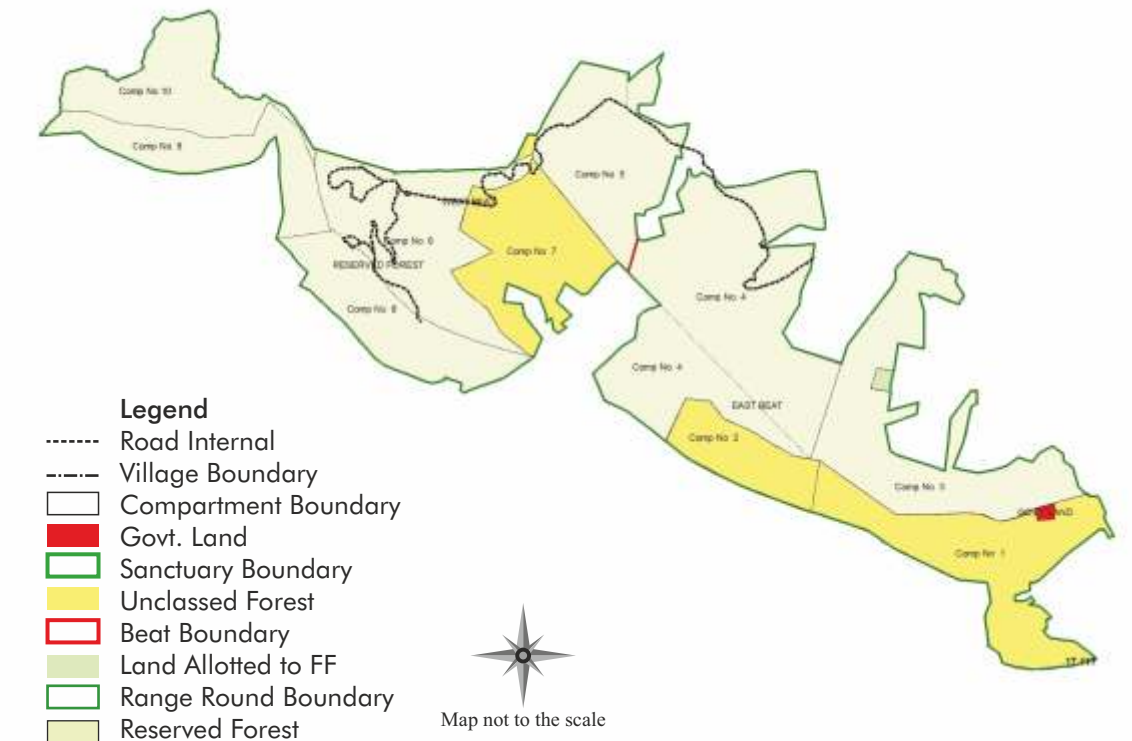 Comp No 10
Comp No. 8
Comp No 5
Comp No 7
Comp No 6
RESERVED FOREST
Comp No 8
Comp No. 4
Comp No 4
EAST BEAT
Comp No 2
Comp No. 3
Comp No 1
Legend
Road Internal
Village Boundary
Compartment Boundary
Govt. Land
Sanctuary Boundary
Unclassed Forest
Beat Boundary
Land Allotted to FF
Range Round Boundary
Reserved Forest
Map not to the scale